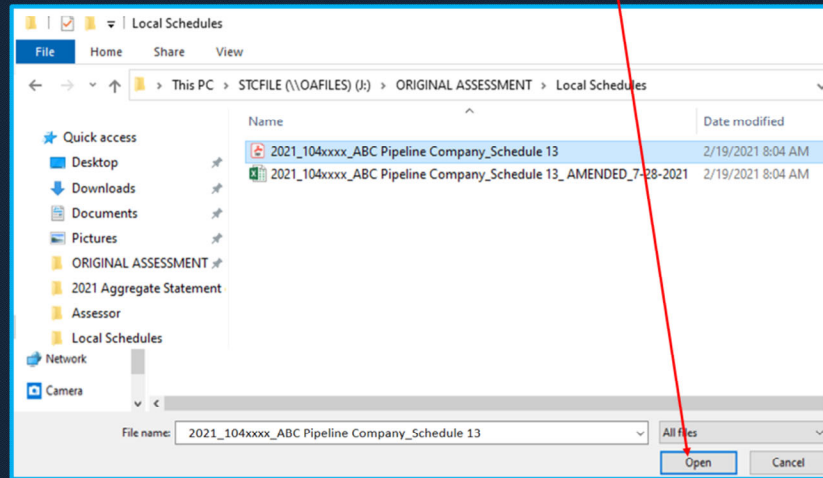 Local Schedules
File Home Share View
This PC > STCFILE (\\OAFILES) (J:) > ORIGINAL ASSESSMENT > Local Schedules
Name Date modified
Quick access
Desktop
Downloads
Documents
Pictures
ORIGINAL ASSESSMENT
2021 Aggregate Statement
Assessor
Local Schedules
Network
Camera
2021_104xxxx_ABC Pipeline Company_Schedule 13 2/19/2021 8:04 AM
2021_104xxxx_ABC Pipeline Company_Schedule 13_ AMENDED_7-28-2021 2/19/2021 8:04 AM
File name: 2021_104xxxx_ABC Pipeline Company_Schedule 13 All files
Open Cancel